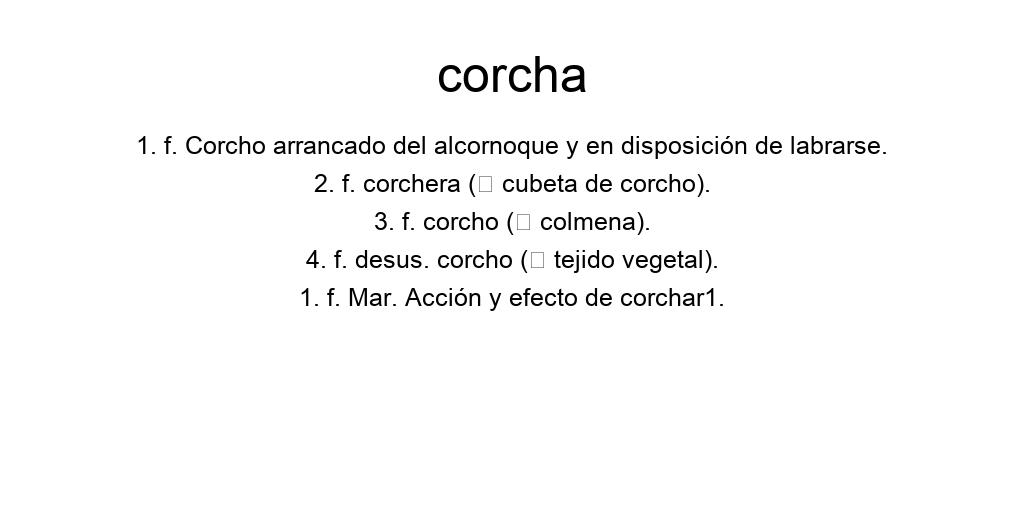 corcha
1. f. Corcho arrancado del alcornoque y en disposición de labrarse.
2. f. corchera (▯ cubeta de corcho).
3. f. corcho (▯ colmena).
4. f. desus. corcho (▯ tejido vegetal).
1. f. Mar. Acción y efecto de corchar1.